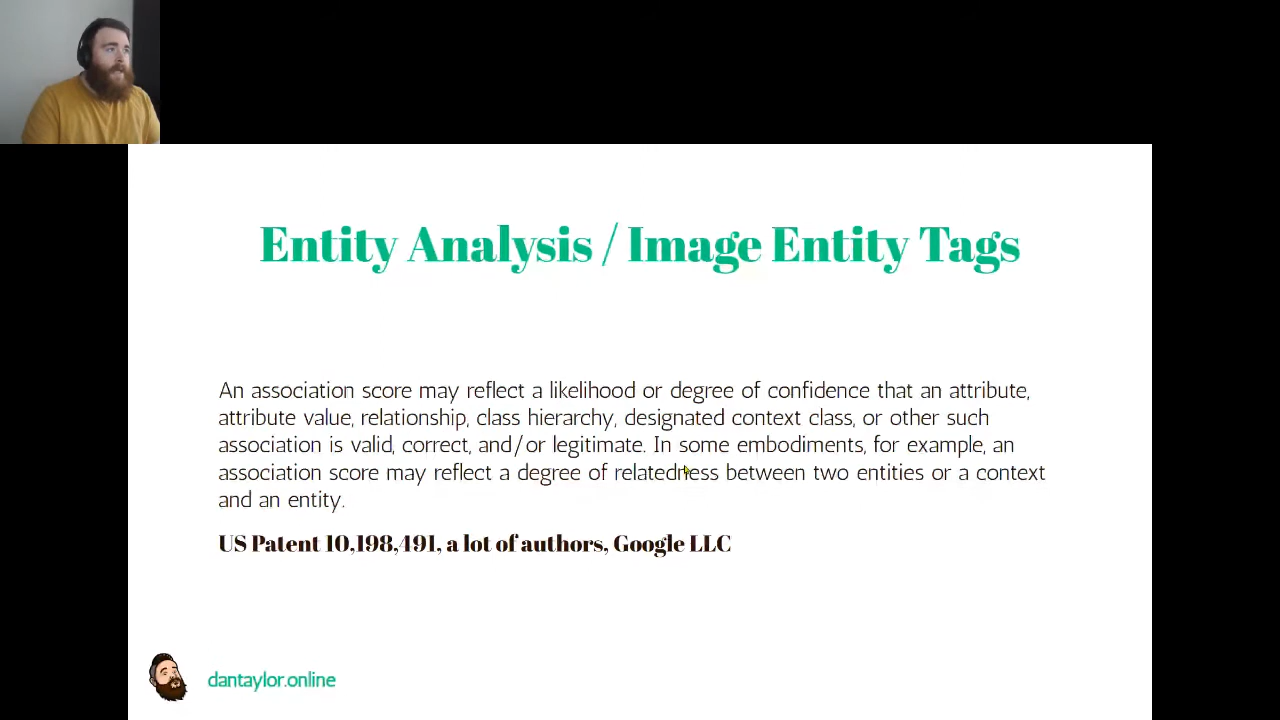 Entity Analysis / Image Entity Tags
An association score may reflect a likelihood or degree of confidence that an attribute,
attribute value, relationship, class hierarchy, designated context class, or other such
association is valid, correct, and/or legitimate. In some embodiments, for example, an
association score may reflect a degree of relatedness between two entities or a context
and an entity.
US Patent 10,198,491, a lot of authors, Google LLC
dantaylor.online